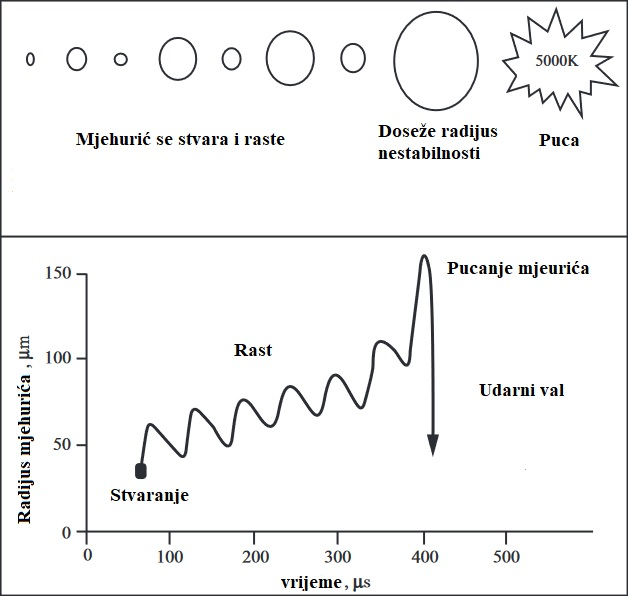 5000K
Mjehurić se stvara i raste
Doseže radijus
nestabilnosti
Puca
Pucanje mjeurića
Rast
Udarni val
Stvaranje
Radijus mjehurića , µm
150
100
50
0
0 100 200 300 400 500
vrijeme , µs